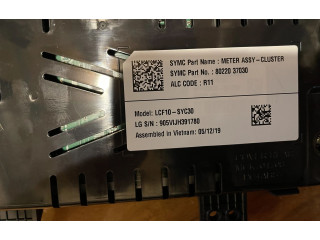 SYMC Part Name : METER ASSY-CLUSTER
SYMC Part No. : 80220 37030
ALC CODE : R11
Model: LCF10-SYC30
LG S/N : 905VIJH391780
Assembled in Vietnam: 05/12/19